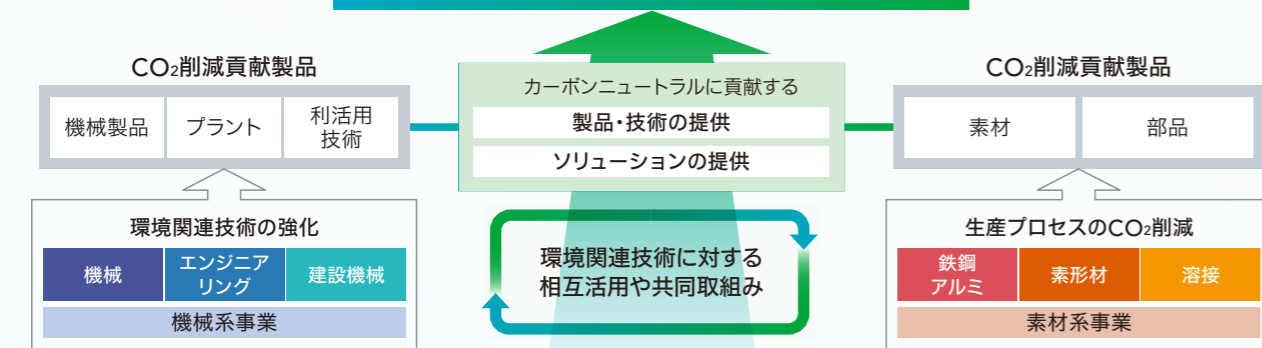 CO₂削減貢献製品
機械製品
プラント
利活用
技術
環境関連技術の強化
機械
エンジニア
リング
建設機械
機械系事業
カーボンニュートラルに貢献する
製品・技術の提供
ソリューションの提供
環境関連技術に対する
相互活用や共同取組み
CO₂削減貢献製品
素材
部品
生産プロセスのCO₂削減
鉄鋼
アルミ
素形材
溶接
素材系事業